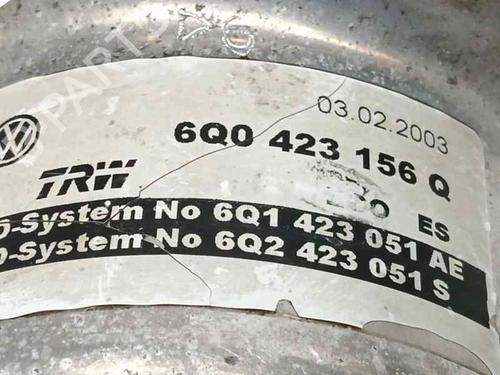 03.02.2003
6Q0 423 156 Q
TRW
ES
-System No 6Q1 423 051 AE
-System No 6Q2 423 051 S